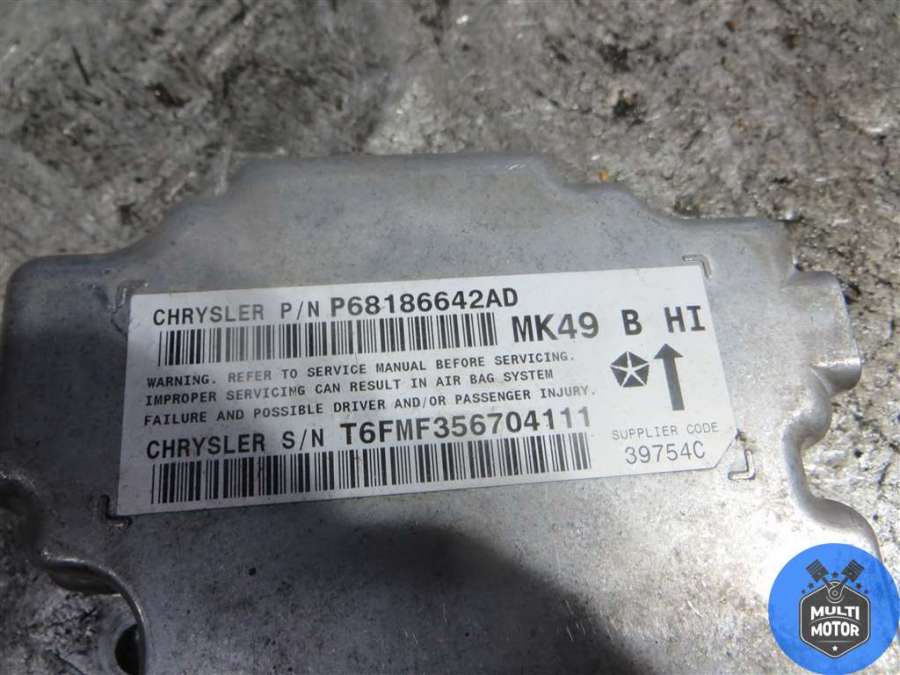 CHRYSLER P/N P68186642AD
MK49 B HI
WARNING. REFER TO SERVICE MANUAL BEFORE SERVICING.
IMPROPER SERVICING CAN RESULT IN AIR BAG SYSTEM
FAILURE AND POSSIBLE DRIVER AND/OR PASSENGER INJURY.
CHRYSLER S/N T6FMF356704111
SUPPLIER CODE
39754C
MULTI
MOTOR